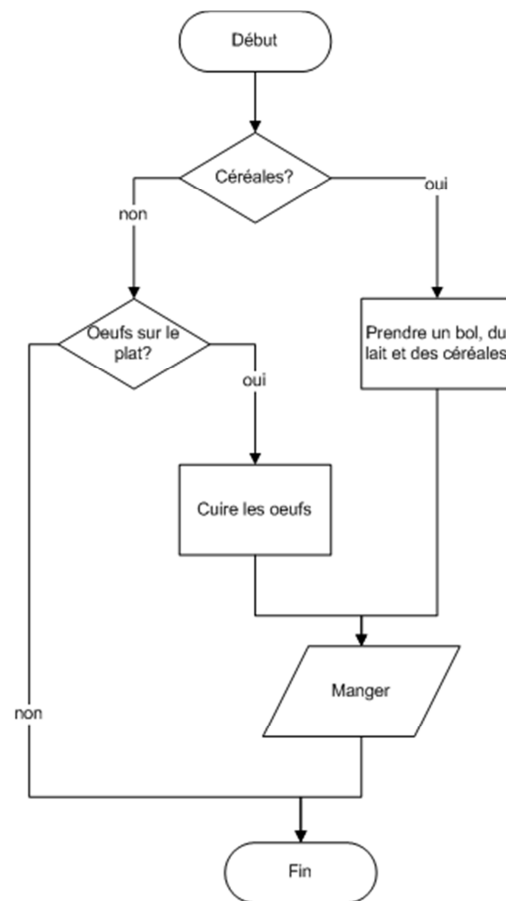 Début
Céréales?
non
oui
Oeufs sur le
plat?
Prendre un bol, du
lait et des céréales
oui
Cuire les oeufs
Manger
non
Fin